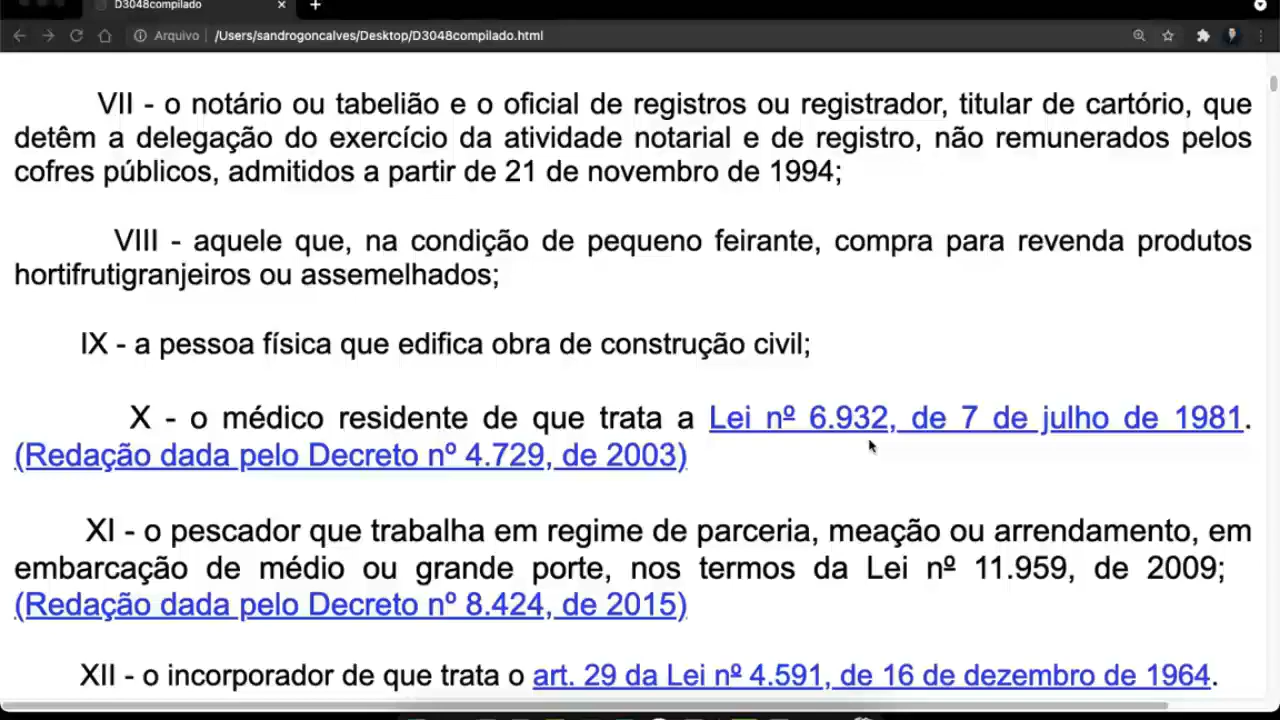 D3048compilado
Arquivo | /Users/sandrogoncalves/Desktop/D3048compilado.html
VII - o notário ou tabelião e o oficial de registros ou registrador, titular de cartório, que
detêm a delegação do exercício da atividade notarial e de registro, não remunerados pelos
cofres públicos, admitidos a partir de 21 de novembro de 1994;
VIII - aquele que, na condição de pequeno feirante, compra para revenda produtos
hortifrutigranjeiros ou assemelhados;
IX - a pessoa física que edifica obra de construção civil;
X - o médico residente de que trata a Lei nº 6.932, de 7 de julho de 1981.
(Redação dada pelo Decreto nº 4.729, de 2003)
XI - o pescador que trabalha em regime de parceria, meação ou arrendamento, em
embarcação de médio ou grande porte, nos termos da Lei nº 11.959, de 2009;
(Redação dada pelo Decreto nº 8.424, de 2015)
XII - o incorporador de que trata o art. 29 da Lei nº 4.591, de 16 de dezembro de 1964.